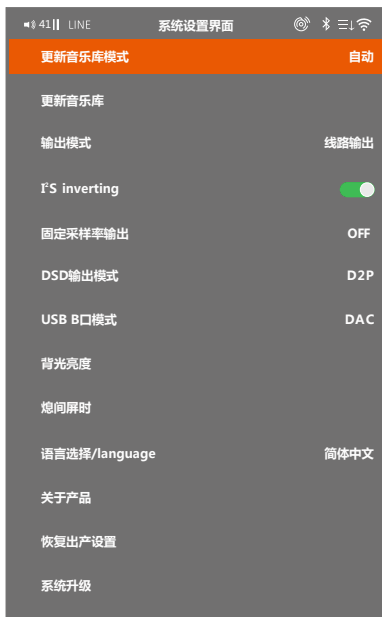 41 LINE 系统设置界面
更新音乐库模式 自动
更新音乐库
输出模式 线路输出
I²S inverting
固定采样率输出 OFF
DSD输出模式 D2P
USB B口模式 DAC
背光亮度
熄间屏时
语言选择/language 简体中文
关于产品
恢复出产设置
系统升级